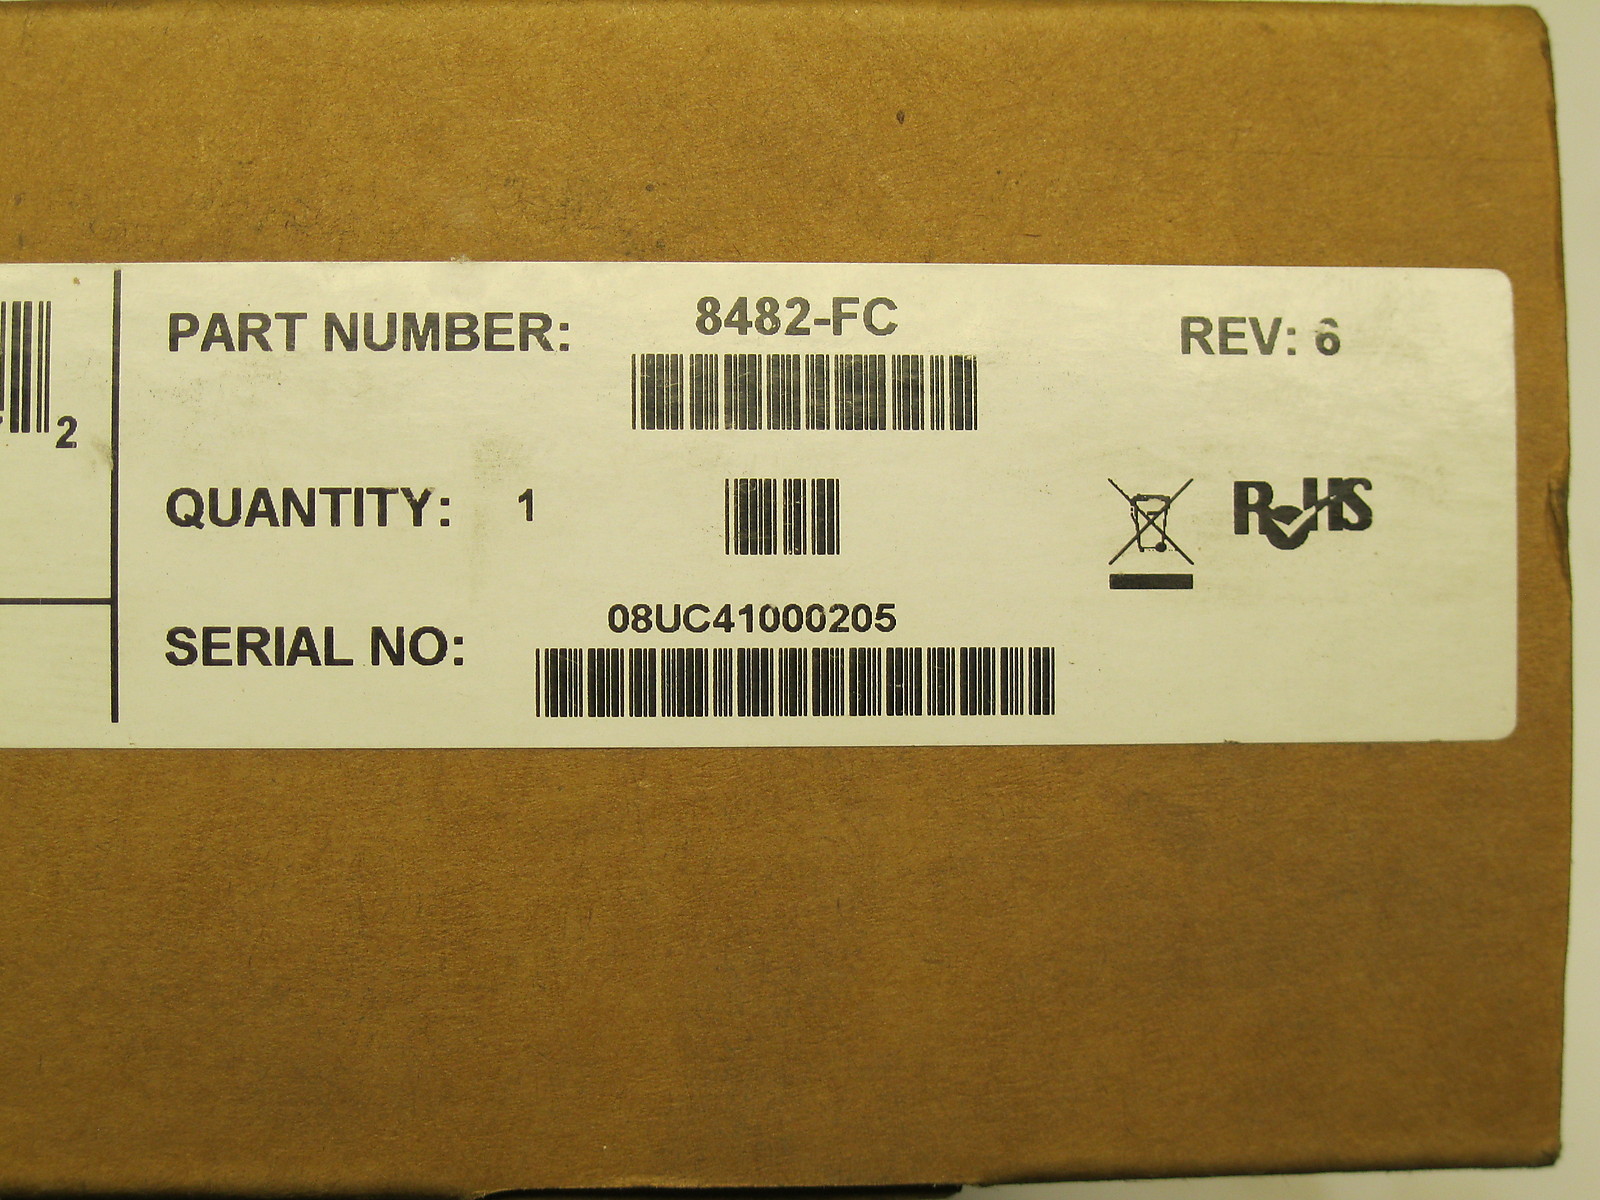 2
PART NUMBER: 8482-FC REV: 6
QUANTITY: 1
RoHS
SERIAL NO: 08UC41000205